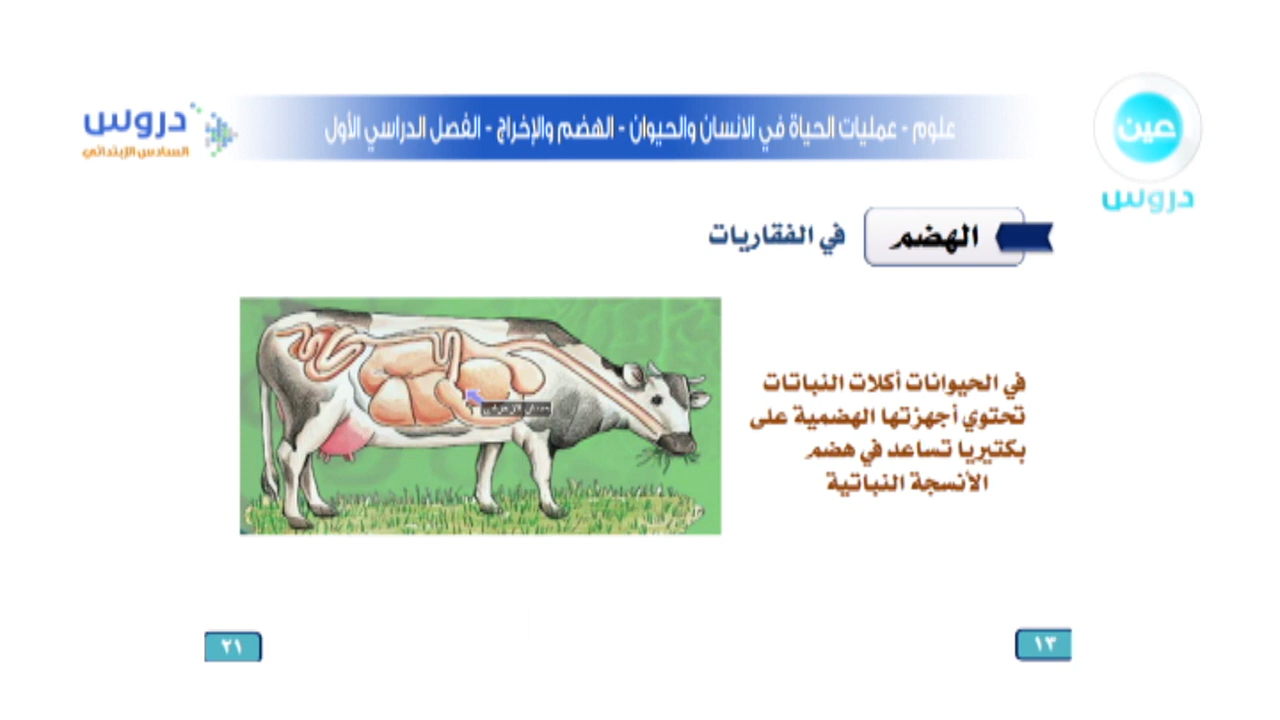 علوم - عمليات الحياة في الانسان والحيوان - الهضم والإخراج - الفصل الدراسي الأول
عين
دروس
دروس
السادس الإبتدائي
الهضم في الفقاريات
في الحيوانات أكلات النباتات
تحتوي أجهزتها الهضمية على
بكتيريا تساعد في هضم
الأنسجة النباتية
١٣
٢١